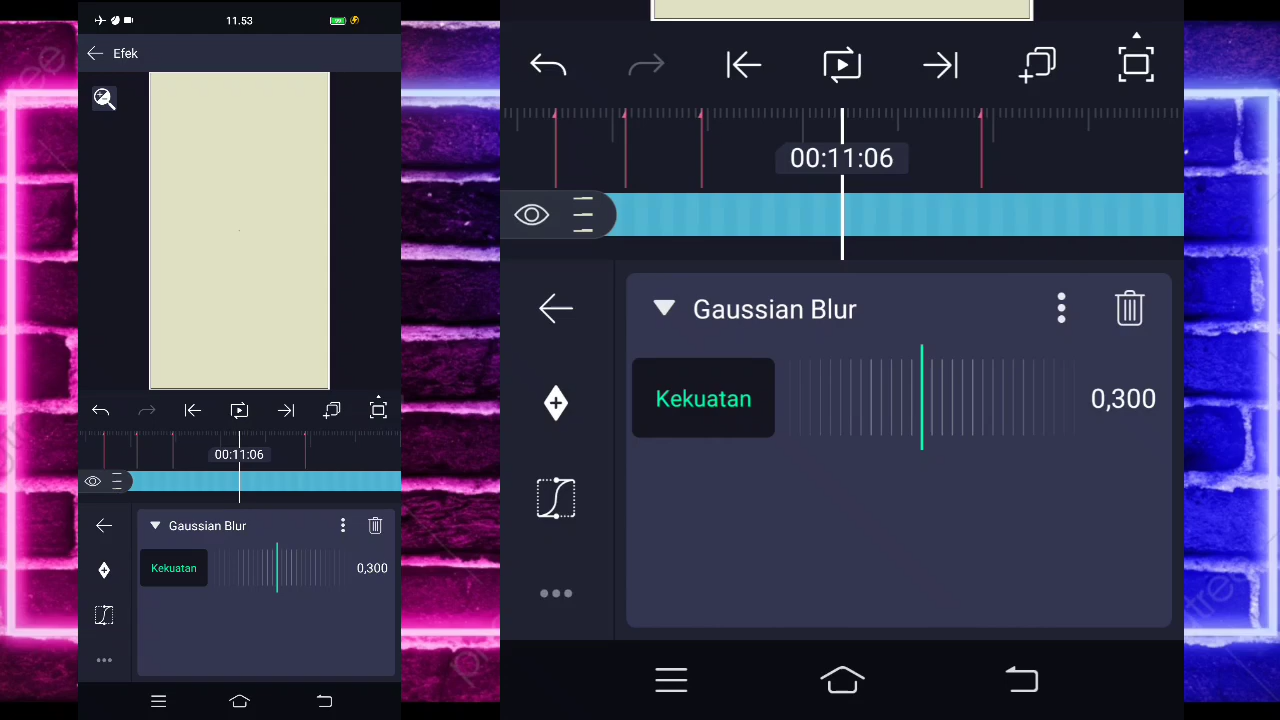 11.53
99
Efek
00:11:06
Gaussian Blur
Kekuatan
0,300
00:11:06
Gaussian Blur
Kekuatan
0,300